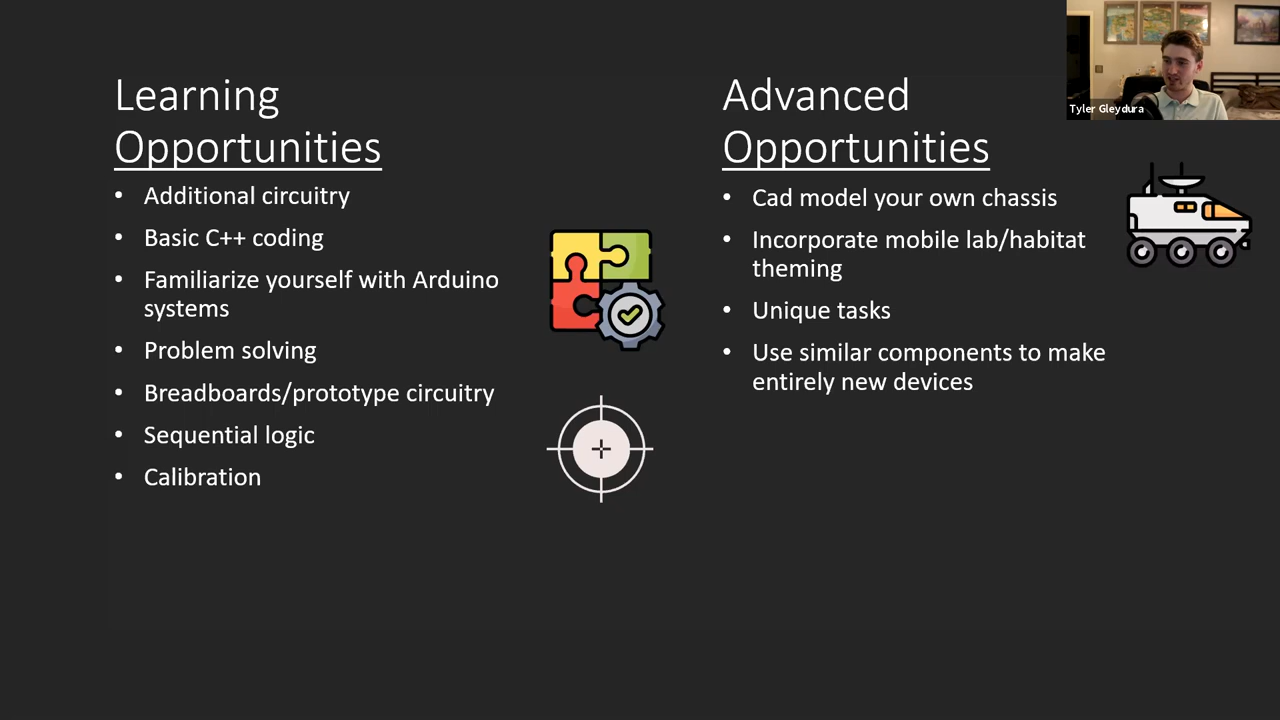 Learning
Opportunities
• Additional circuitry
• Basic C++ coding
• Familiarize yourself with Arduino
systems
• Problem solving
• Breadboards/prototype circuitry
• Sequential logic
• Calibration
Advanced
Opportunities
• Cad model your own chassis
• Incorporate mobile lab/habitat
theming
• Unique tasks
• Use similar components to make
entirely new devices
Tyler Gleydura